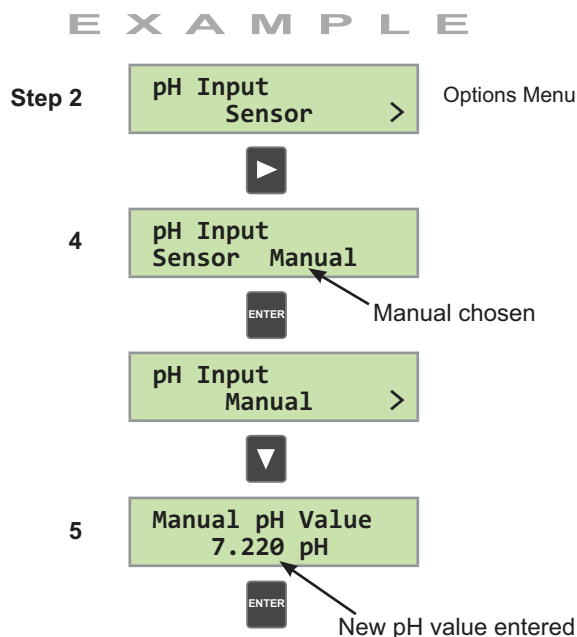 EXAMPLE
Step 2
pH Input
Sensor >
Options Menu
4
pH Input
Sensor Manual
Manual chosen
ENTER
pH Input
Manual >
5
Manual pH Value
7.220 pH
ENTER
New pH value entered